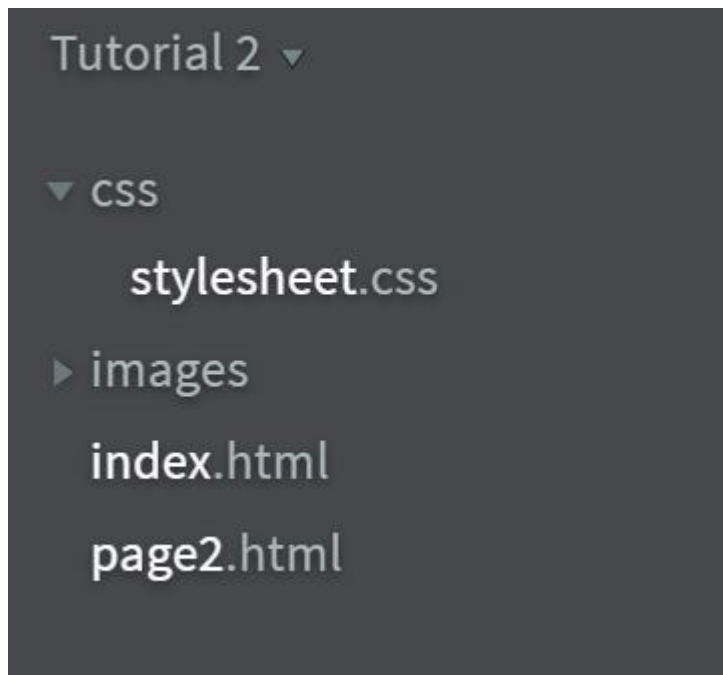 Tutorial 2
css
stylesheet.css
images
index.html
page2.html